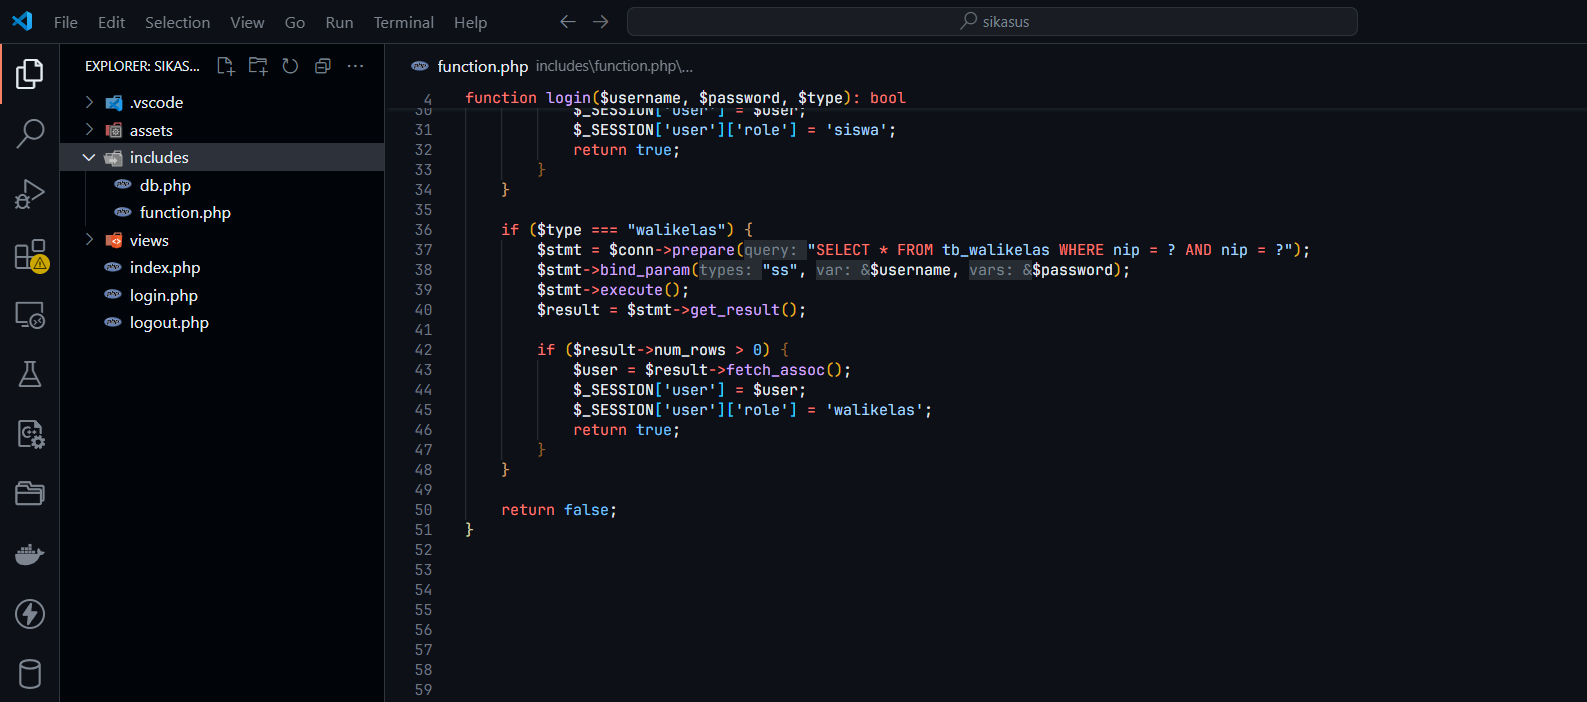 File Edit Selection View Go Run Terminal Help
sikasus
EXPLORER: SIKAS...
.vscode
assets
includes
db.php
function.php
views
index.php
login.php
logout.php
function.php includes\function.php\...
4 function login($username, $password, $type): bool
30 $_SESSION['user'] = $user;
31 $_SESSION['user']['role'] = 'siswa';
32 return true;
33 }
34 }
35
36 if ($type === "walikelas") {
37 $stmt = $conn->prepare(query: "SELECT * FROM tb_walikelas WHERE nip = ? AND nip = ?");
38 $stmt->bind_param(types: "ss", var: &$username, vars: &$password);
39 $stmt->execute();
40 $result = $stmt->get_result();
41
42 if ($result->num_rows > 0) {
43 $user = $result->fetch_assoc();
44 $_SESSION['user'] = $user;
45 $_SESSION['user']['role'] = 'walikelas';
46 return true;
47 }
48 }
49
50 return false;
51 }
52
53
54
55
56
57
58
59